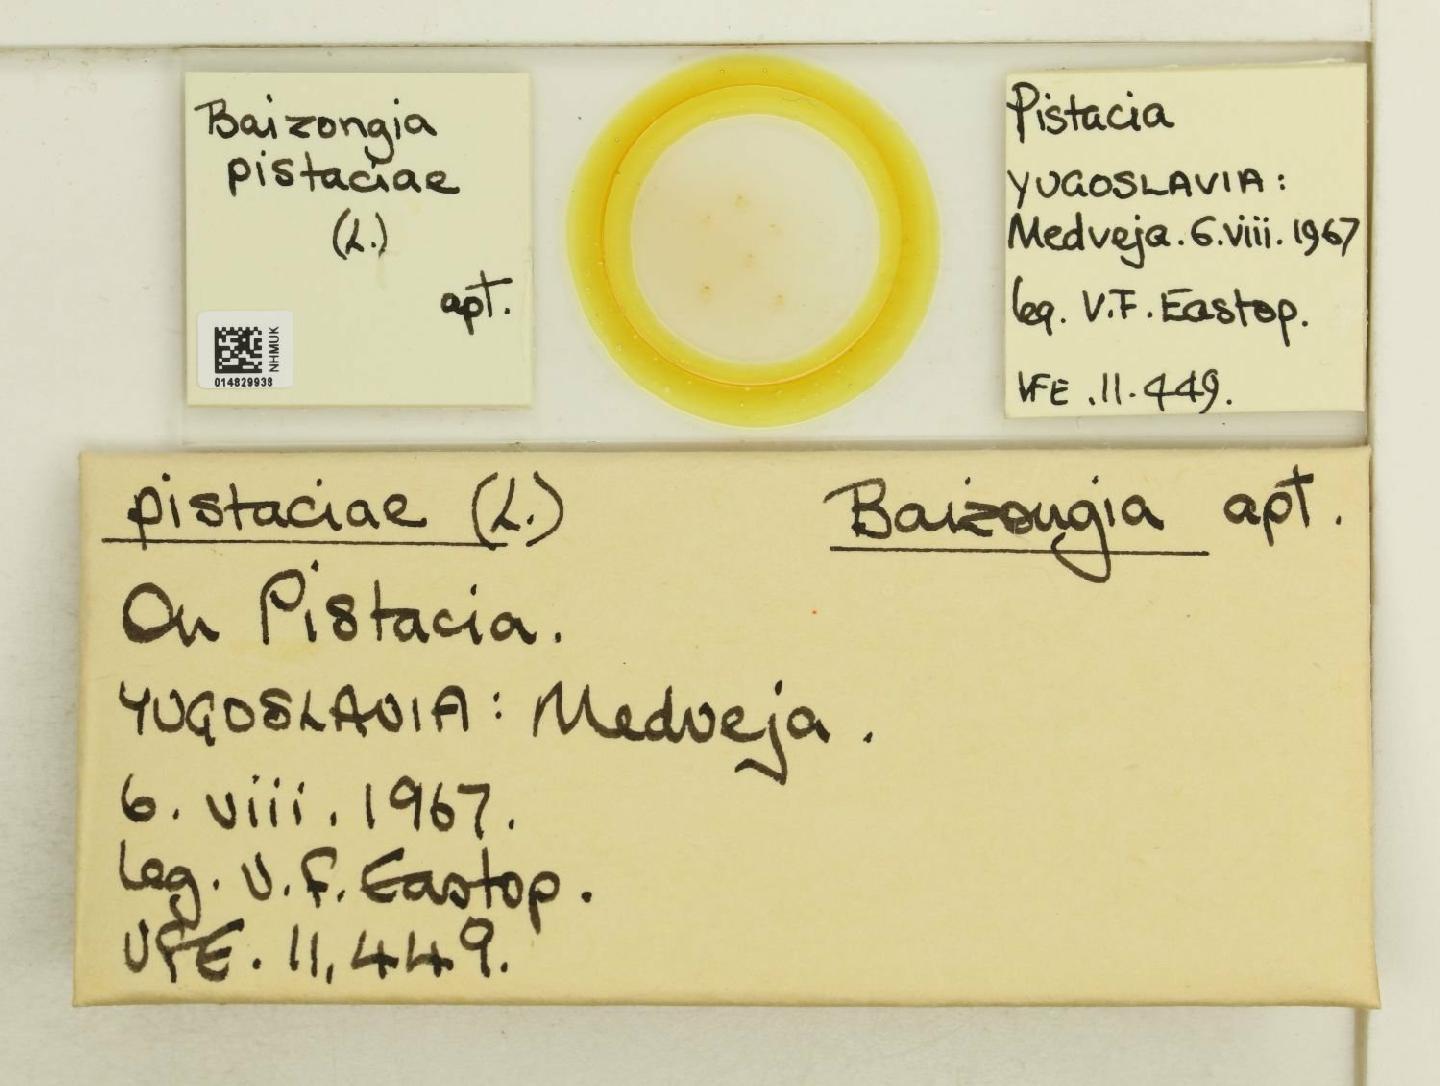 Baizongia
pistaciae
(L.)
apt.
NHMUK
014829938
Pistacia
YUGOSLAVIA:
Medveja. 6.viii.1967
leg. V.F. Eastop.
VFE .11.449.
pistaciae (L.) Baizongia apt.
On Pistacia.
YUGOSLAVIA: Medveja.
6. viii. 1967.
Leg. V.F. Eastop.
VFE. 11,449.